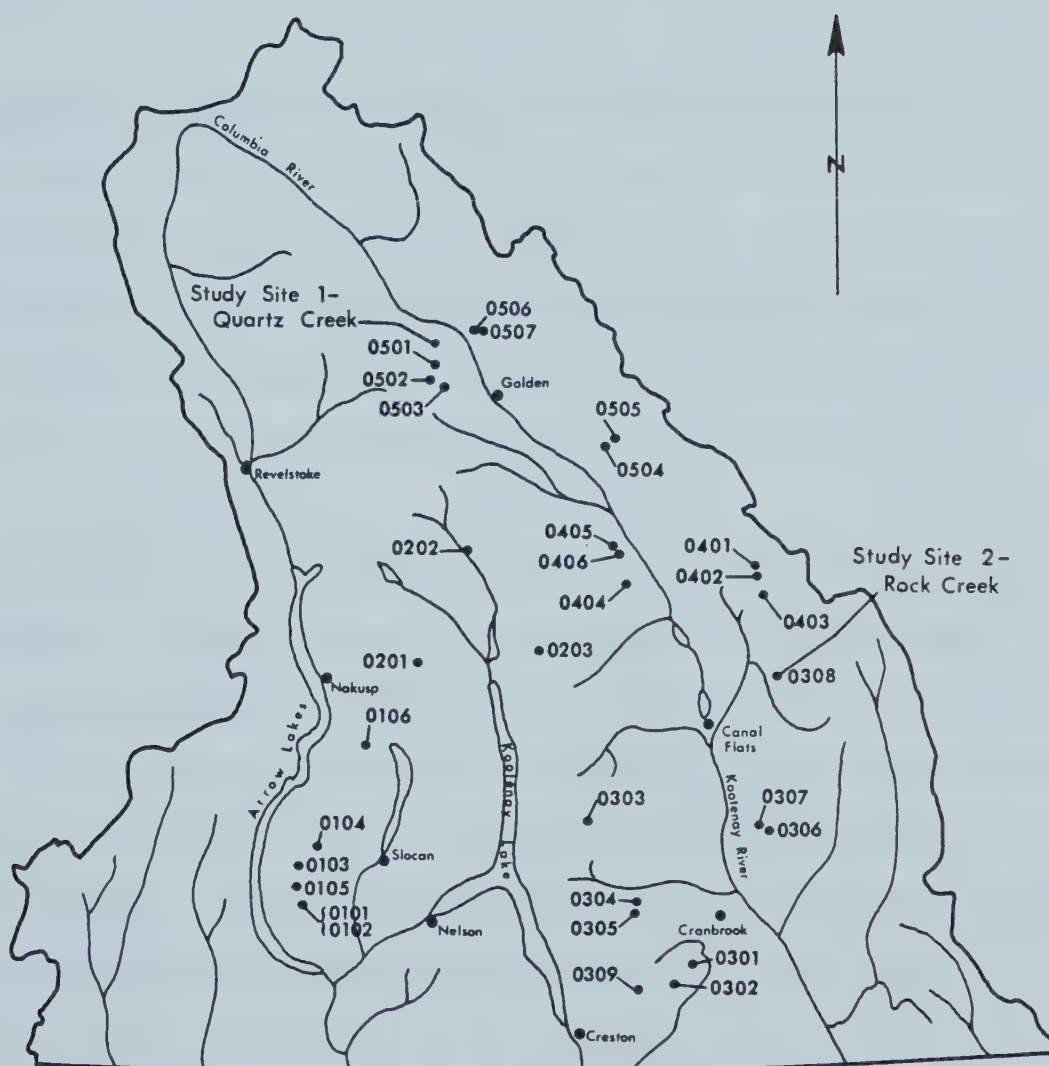 Columbia River
N
Study Site 1-
Quartz Creek
0506
0507
0501
0502
0503
Golden
0505
0504
Revelstoke
0405
0406
0404
0202
0401
0402
0403
Study Site 2-
Rock Creek
0203
0201
0308
Nakusp
0106
Canal
Flats
Arrow Lakes
Kootenay Lake
Kootenay River
0303
0307
0306
0104
0103
0105
0101
0102
Slocan
Nelson
0304
0305
Cranbrook
0301
0302
0309
Creston